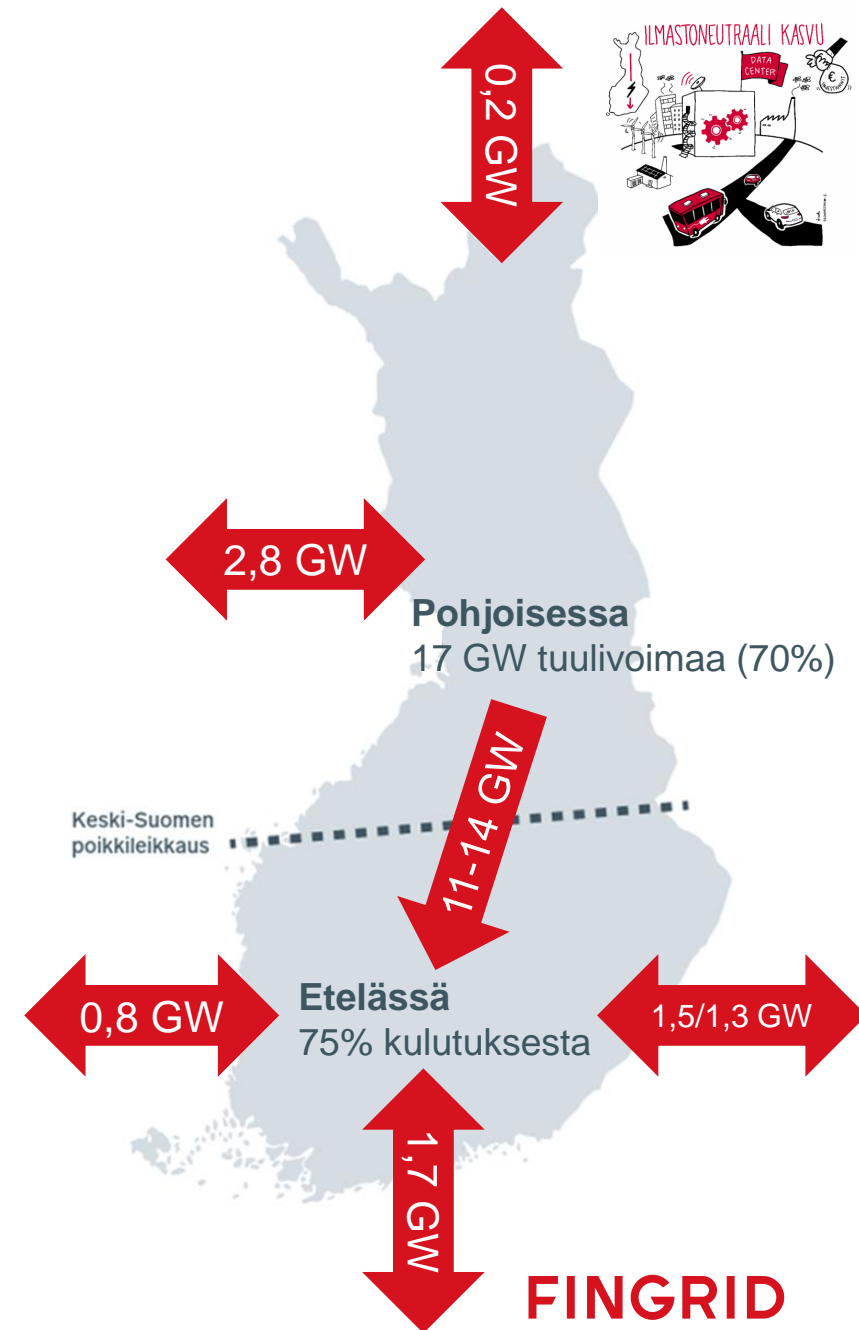 ILMASTONEUTRAALI KASVU
DATA
CENTER
€
0,2 GW
2,8 GW
Pohjoisessa
17 GW tuulivoimaa (70%)
11-14 GW
Keski-Suomen
poikkileikkaus
0,8 GW
Etelässä
75% kulutuksesta
1,5/1,3 GW
1,7 GW
FINGRID